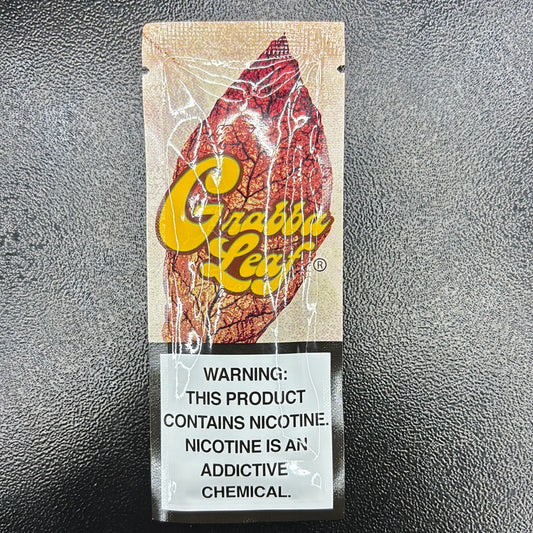 Grabba
Leaf®
WARNING:
THIS PRODUCT
CONTAINS NICOTINE.
NICOTINE IS AN
ADDICTIVE
CHEMICAL.